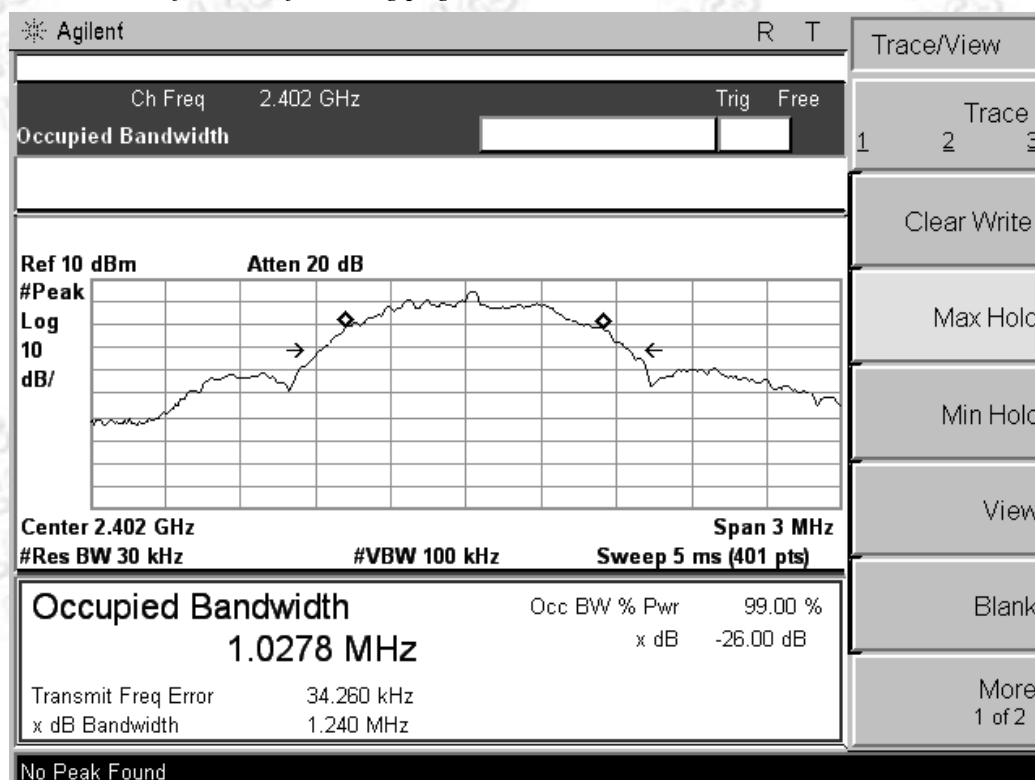 Agilent R T
Trace/View
Ch Freq 2.402 GHz Trig Free
Occupied Bandwidth
Trace
1 2 3
Clear Write
Max Hold
Min Hold
View
Blank
More
1 of 2
Ref 10 dBm Atten 20 dB
#Peak
Log
10
dB/
Center 2.402 GHz Span 3 MHz
#Res BW 30 kHz #VBW 100 kHz Sweep 5 ms (401 pts)
Occupied Bandwidth
1.0278 MHz
Occ BW % Pwr 99.00 %
x dB -26.00 dB
Transmit Freq Error 34.260 kHz
x dB Bandwidth 1.240 MHz
No Peak Found